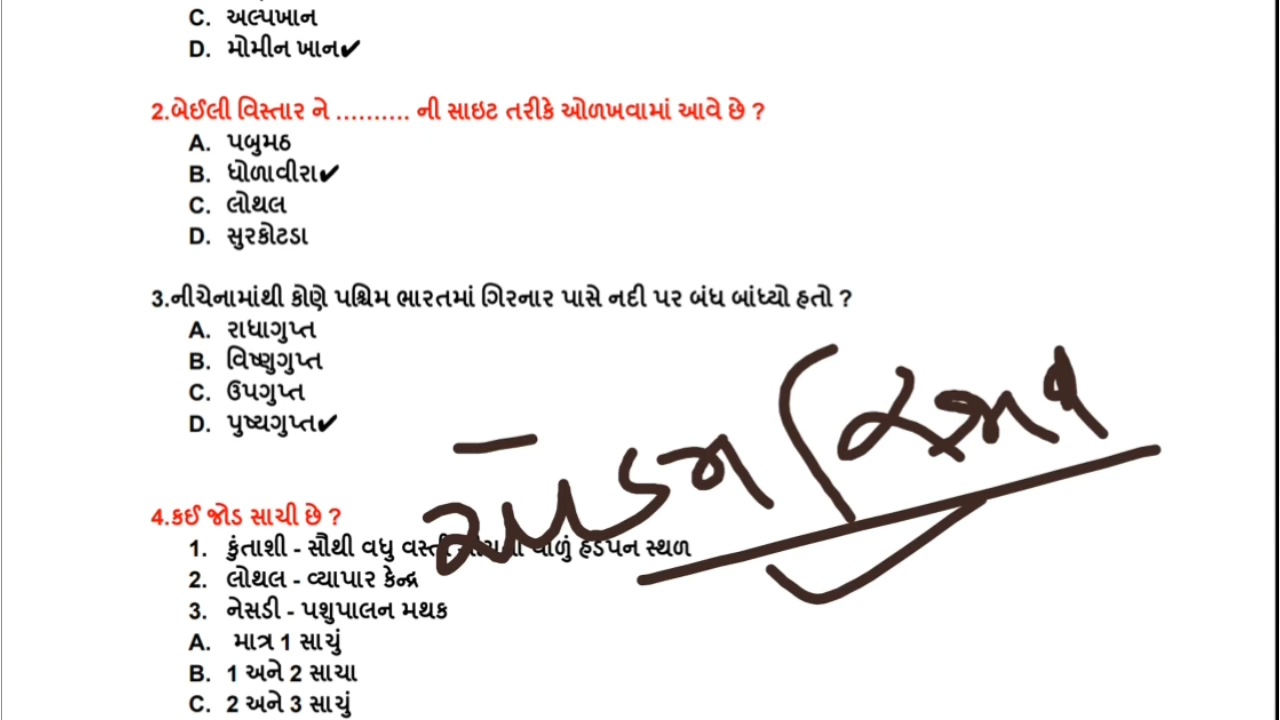 C. અલ્પખાન
D. મોમીન ખાન✔
2.બેઈલી વિસ્તાર ને .......... ની સાઇટ તરીકે ઓળખવામાં આવે છે ?
A. પબુમઠ
B. ધોળાવીરા✔
C. લોથલ
D. સુરકોટડા
3.નીચેનામાંથી કોણે પશ્ચિમ ભારતમાં ગિરનાર પાસે નદી પર બંધ બાંધ્યો હતો ?
A. રાધાગુપ્ત
B. વિષ્ણુગુપ્ત
C. ઉપગુપ્ત
D. પુષ્યગુપ્ત✔
4.કઈ જોડ સાચી છે ?
1. કુંતાશી - સૌથી વધુ હડપન સ્થળ
2. લોથલ - વ્યાપાર કેન્દ્ર
3. નેસડી - પશુપાલન મથક
A. માત્ર 1 સાચું
B. 1 અને 2 સાચા
C. 2 અને 3 સાચું